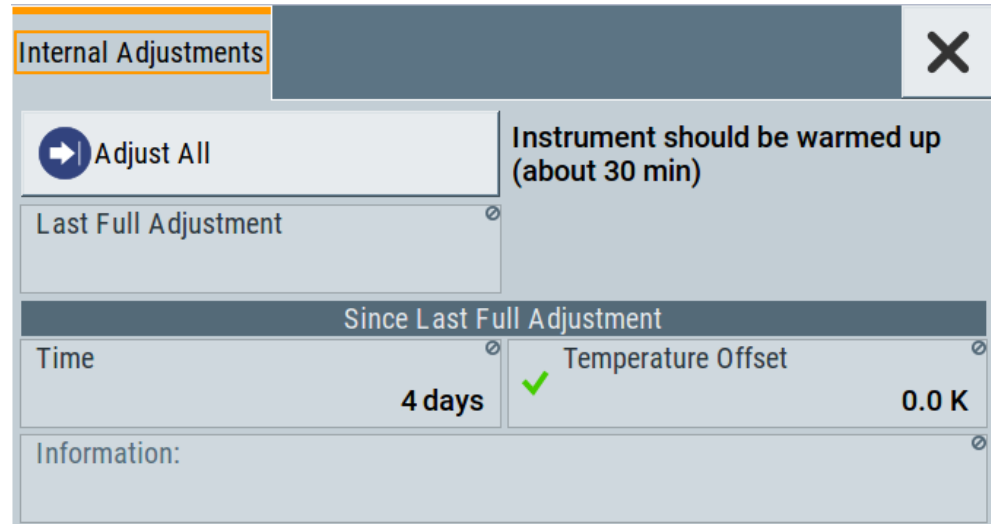 Internal Adjustments
Adjust All
Instrument should be warmed up
(about 30 min)
Last Full Adjustment
Since Last Full Adjustment
Time
4 days
Temperature Offset
0.0 K
Information: